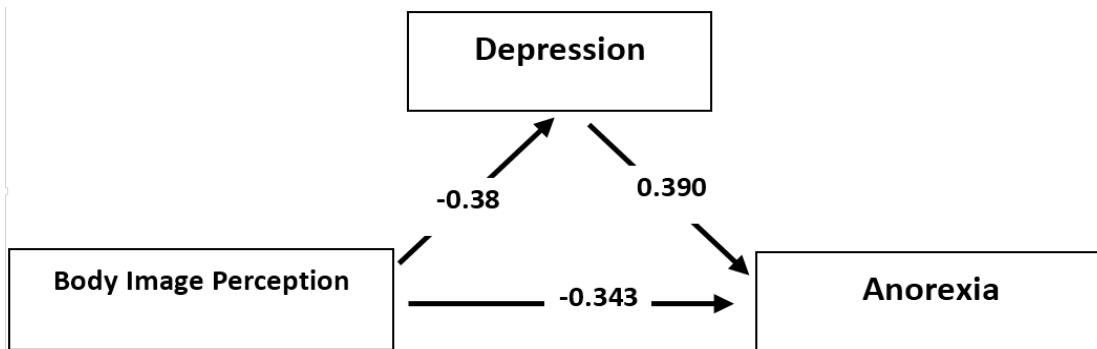 Depression
-0.38
0.390
Body Image Perception
-0.343
Anorexia